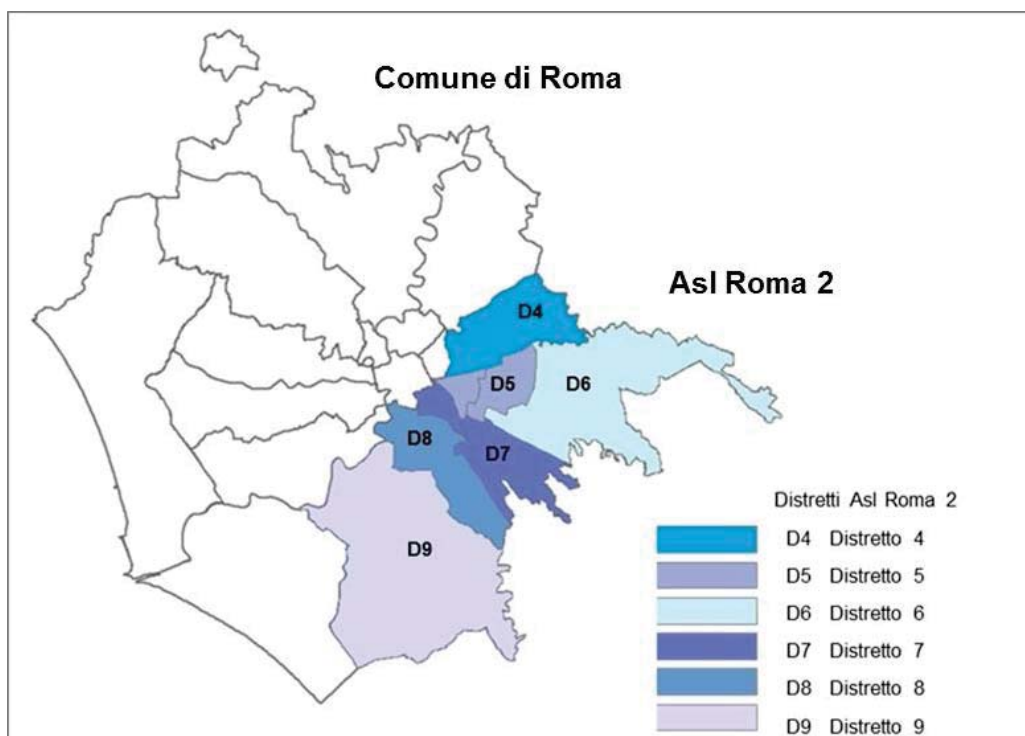 Comune di Roma
Asl Roma 2
D4
D5
D6
D8
D7
D9
Distretti Asl Roma 2
D4 Distretto 4
D5 Distretto 5
D6 Distretto 6
D7 Distretto 7
D8 Distretto 8
D9 Distretto 9